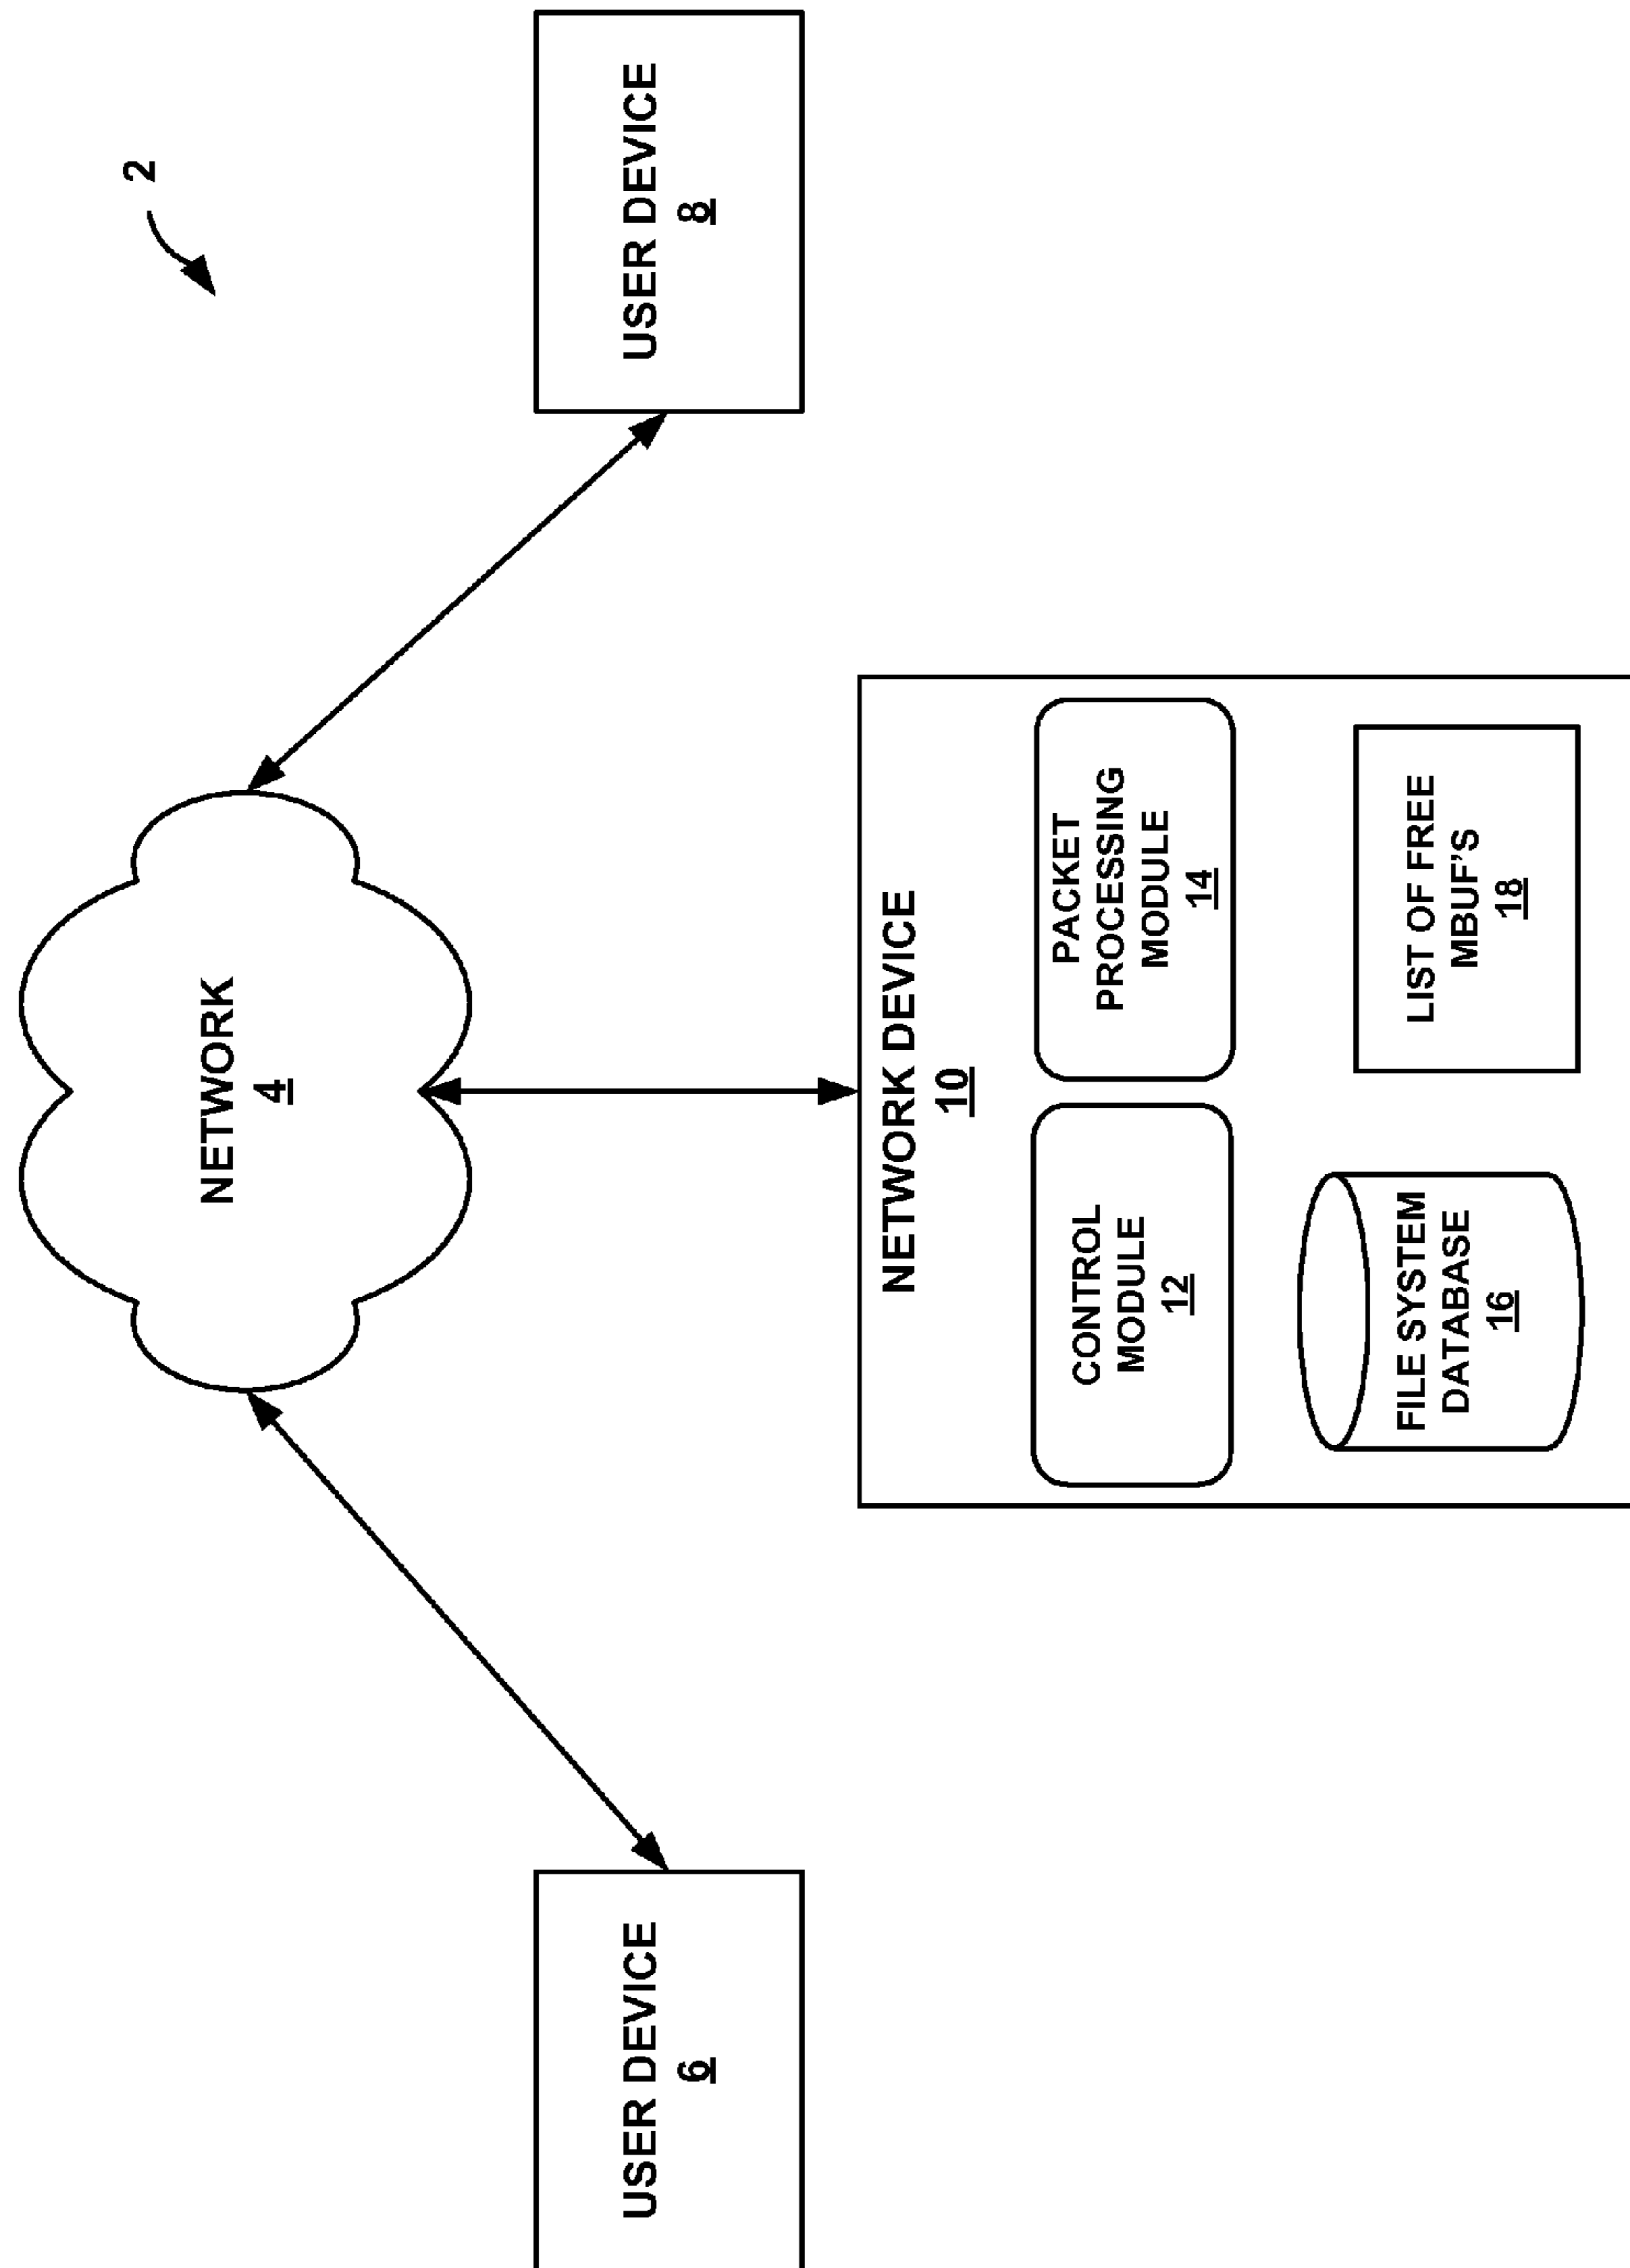 2
NETWORK
4
USER DEVICE
6
USER DEVICE
8
NETWORK DEVICE
10
CONTROL
MODULE
12
PACKET
PROCESSING
MODULE
14
FILE SYSTEM
DATABASE
16
LIST OF FREE
MBUF'S
18